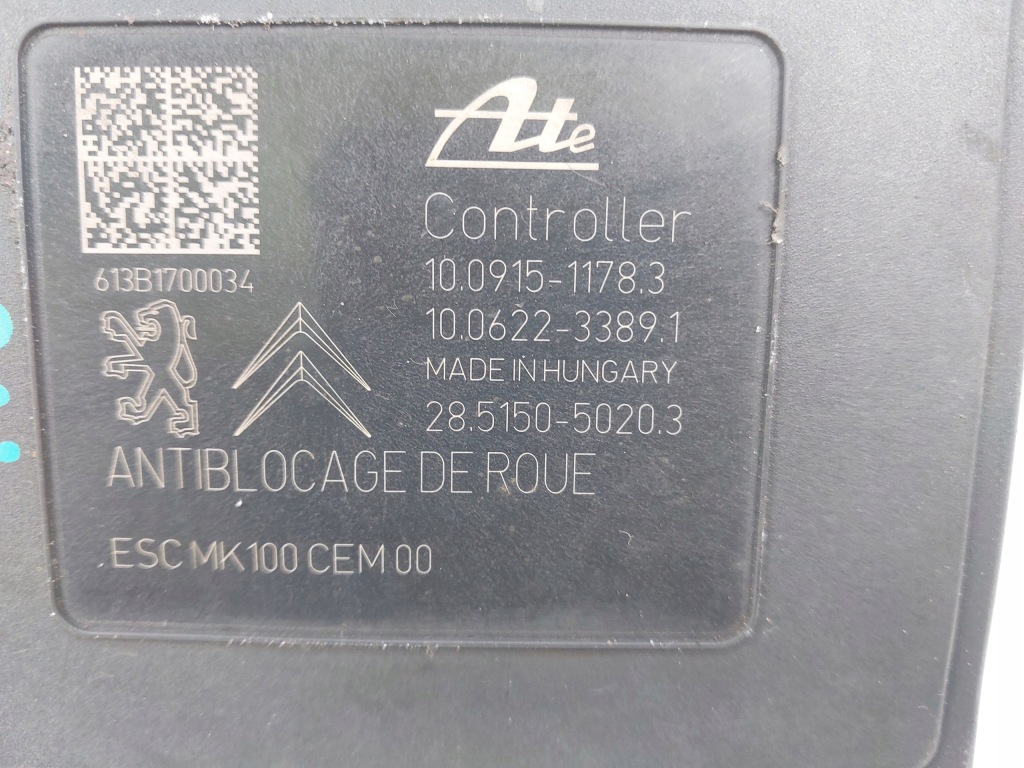 Ate
Controller
613B1700034
10.0915-1178.3
10.0622-3389.1
MADE IN HUNGARY
28.5150-5020.3
ANTIBLOCAGE DE ROUE
.ESC MK100 CEM 00